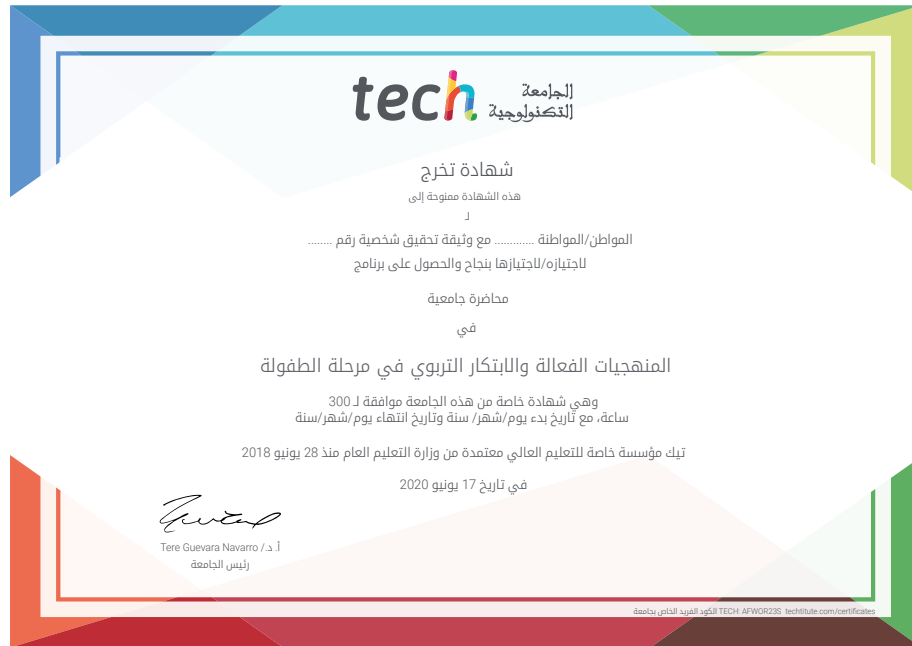 tech الجامعة
التكنولوجية
شهادة تخرج
هذه الشهادة ممنوحة إلى
لـ
المواطن/المواطنة ............ مع وثيقة تحقيق شخصية رقم ........
لاجتيازه/لاجتيازها بنجاح والحصول على برنامج
محاضرة جامعية
في
المنهجيات الفعالة والابتكار التربوي في مرحلة الطفولة
وهي شهادة خاصة من هذه الجامعة موافقة لـ 300
ساعة، مع تاريخ بدء يوم/شهر/ سنة وتاريخ انتهاء يوم/شهر/سنة
تيك مؤسسة خاصة للتعليم العالي معتمدة من وزارة التعليم العام منذ 28 يونيو 2018
في تاريخ 17 يونيو 2020
أ. د./ Tere Guevara Navarro
رئيس الجامعة
الكود الفريد الخاص بجامعة TECH: AFWOR23S techtitute.com/certificates